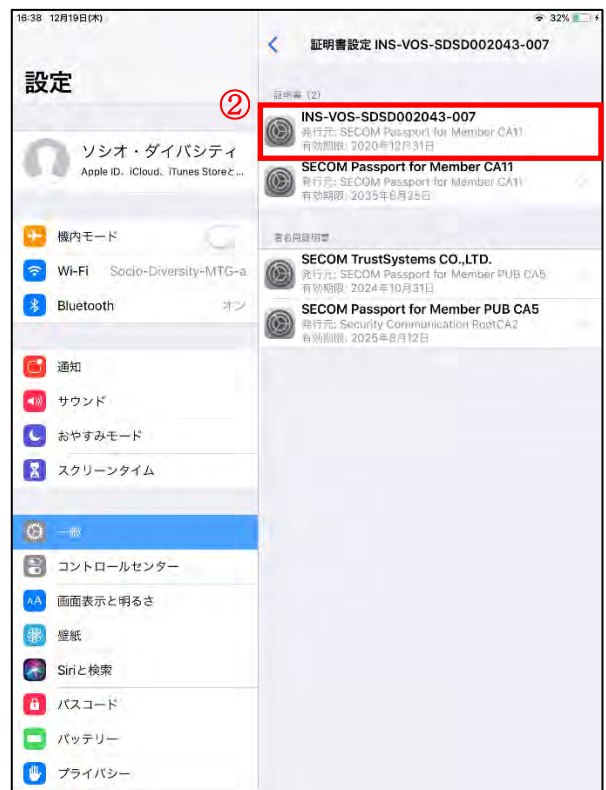 16:38 12月19日(木)
32%
設定
ソシオ・ダイバシティ
Apple ID、iCloud、iTunes Storeと...
機内モード
Wi-Fi Socio-Diversity-MTG-a
Bluetooth オン
通知
サウンド
おやすみモード
スクリーンタイム
一般
コントロールセンター
画面表示と明るさ
壁紙
Siriと検索
パスコード
バッテリー
プライバシー
証明書設定 INS-VOS-SDSD002043-007
証明書 (2)
②
INS-VOS-SDSD002043-007
発行元: SECOM Passport for Member CA11
有効期限: 2020年12月31日
SECOM Passport for Member CA11
発行元: SECOM Passport for Member CA11
有効期限: 2035年6月25日
署名用証明書
SECOM TrustSystems CO.,LTD.
発行元: SECOM Passport for Member PUB CA5
有効期限: 2024年10月31日
SECOM Passport for Member PUB CA5
発行元: Security Communication RootCA2
有効期限: 2025年8月12日